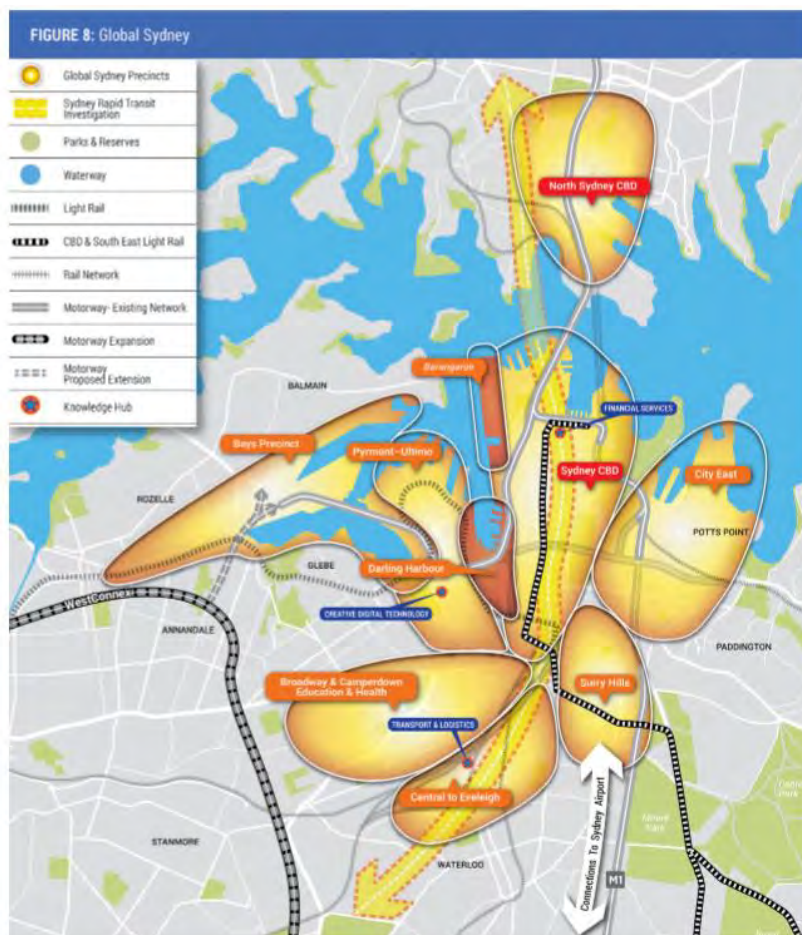 FIGURE 8: Global Sydney
Global Sydney Precincts
Sydney Rapid Transit
Investigation
Parks & Reserves
Waterway
Light Rail
CBD & South East Light Rail
Rail Network
Motorway- Existing Network
Motorway Expansion
Motorway
Proposed Extension
Knowledge Hub
North Sydney CBD
Barangaroo
BALMAIN
FINANCIAL SERVICES
Bays Precinct
Pyrmont-Ultimo
Sydney CBD
City East
ROZELLE
POTTS POINT
GLEBE
Darling Harbour
WestConnex
CREATIVE DIGITAL TECHNOLOGY
ANNANDALE
PADDINGTON
Broadway & Camperdown
Education & Health
Surry Hills
TRANSPORT & LOGISTICS
Central to Eveleigh
STANMORE
WATERLOO
Connections To Sydney Airport
M1
Park